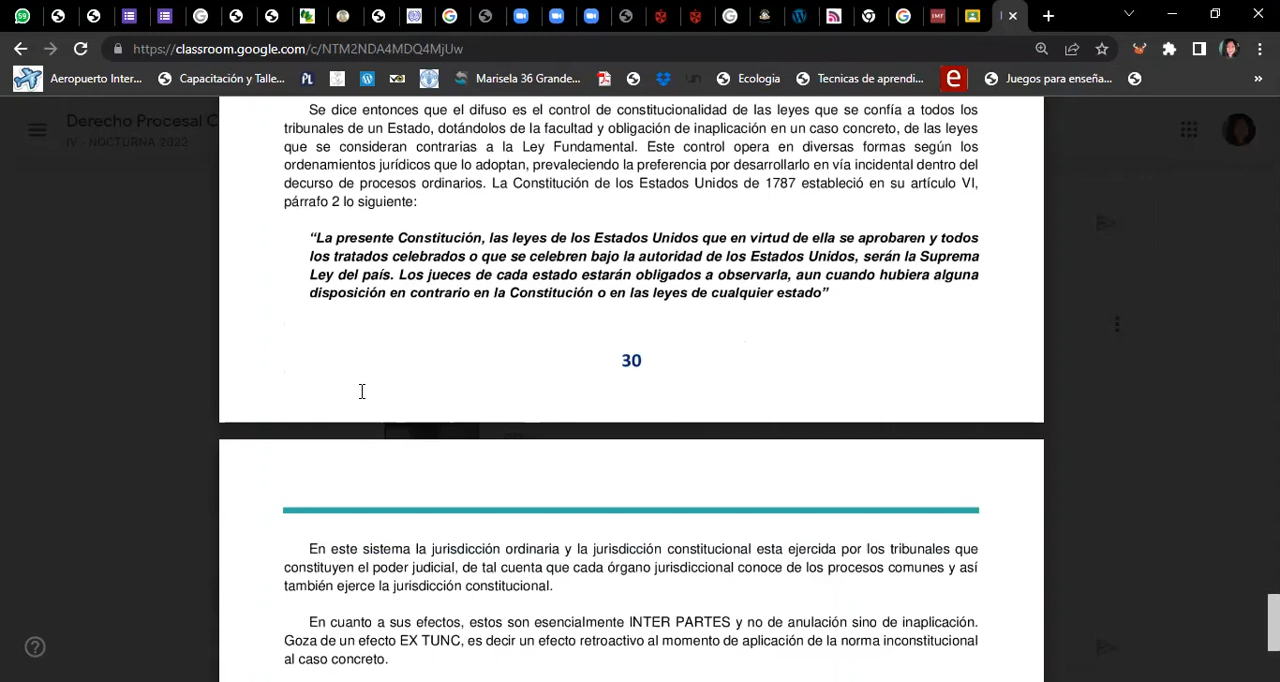 59
IMF
https://classroom.google.com/c/NTM2NDA4MDQ4MjUw
Aeropuerto Inter...
Capacitación y Talle...
PL
Marisela 36 Grande...
un
Ecologia
Tecnicas de aprendi...
e
Juegos para enseña...
»
Derecho Procesal C
IV - NOCTURNA 2022
Se dice entonces que el difuso es el control de constitucionalidad de las leyes que se confía a todos los
tribunales de un Estado, dotándolos de la facultad y obligación de inaplicación en un caso concreto, de las leyes
que se consideran contrarias a la Ley Fundamental. Este control opera en diversas formas según los
ordenamientos jurídicos que lo adoptan, prevaleciendo la preferencia por desarrollarlo en vía incidental dentro del
decurso de procesos ordinarios. La Constitución de los Estados Unidos de 1787 estableció en su artículo VI,
párrafo 2 lo siguiente:
“La presente Constitución, las leyes de los Estados Unidos que en virtud de ella se aprobaren y todos
los tratados celebrados o que se celebren bajo la autoridad de los Estados Unidos, serán la Suprema
Ley del país. Los jueces de cada estado estarán obligados a observarla, aun cuando hubiera alguna
disposición en contrario en la Constitución o en las leyes de cualquier estado”
30
En este sistema la jurisdicción ordinaria y la jurisdicción constitucional esta ejercida por los tribunales que
constituyen el poder judicial, de tal cuenta que cada órgano jurisdiccional conoce de los procesos comunes y así
también ejerce la jurisdicción constitucional.
En cuanto a sus efectos, estos son esencialmente INTER PARTES y no de anulación sino de inaplicación.
Goza de un efecto EX TUNC, es decir un efecto retroactivo al momento de aplicación de la norma inconstitucional
al caso concreto.